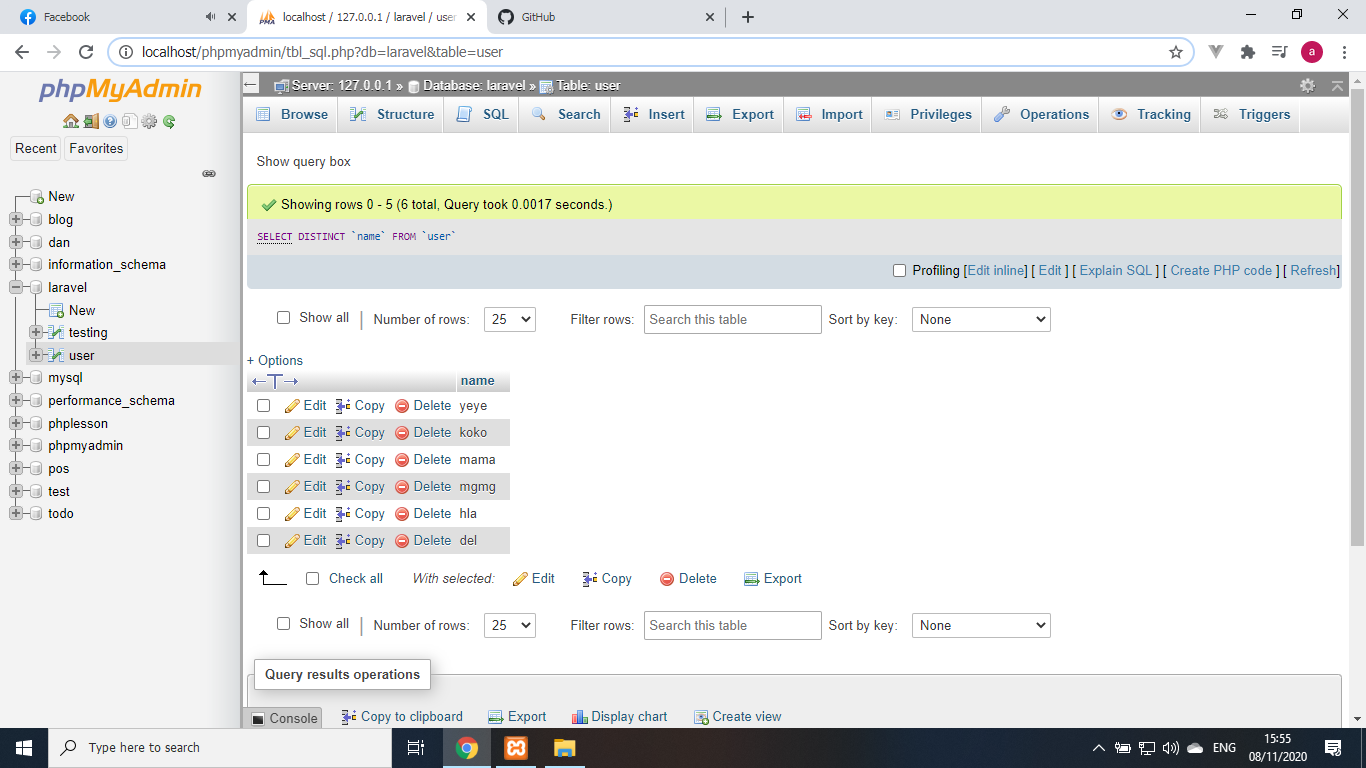 Facebook
localhost / 127.0.0.1 / laravel / user
GitHub
localhost/phpmyadmin/tbl_sql.php?db=laravel&table=user
a
phpMyAdmin
Recent Favorites
New
blog
dan
information_schema
laravel
New
testing
user
mysql
performance_schema
phplesson
phpmyadmin
pos
test
todo
Server: 127.0.0.1 » Database: laravel » Table: user
Browse Structure SQL Search Insert Export Import Privileges Operations Tracking Triggers
Show query box
Showing rows 0 - 5 (6 total, Query took 0.0017 seconds.)
SELECT DISTINCT `name` FROM `user`
Profiling [Edit inline] [ Edit ] [ Explain SQL ] [ Create PHP code ] [ Refresh]
Show all | Number of rows: 25 Filter rows: Search this table Sort by key: None
+ Options
←T→ name
Edit Copy Delete yeye
Edit Copy Delete koko
Edit Copy Delete mama
Edit Copy Delete mgmg
Edit Copy Delete hla
Edit Copy Delete del
Check all With selected: Edit Copy Delete Export
Show all | Number of rows: 25 Filter rows: Search this table Sort by key: None
Query results operations
Console Copy to clipboard Export Display chart Create view
Type here to search
ENG
15:55
08/11/2020